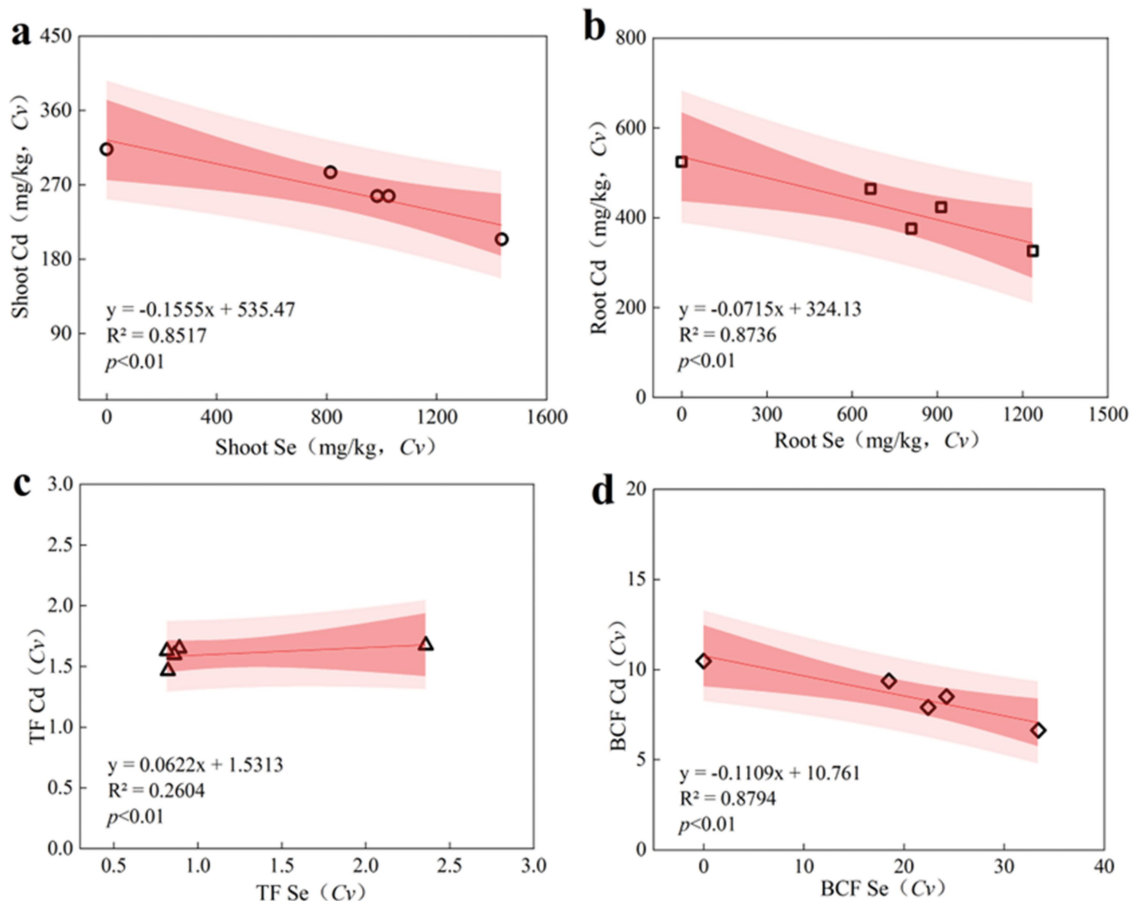 a
450
360
270
180
90
Shoot Cd（mg/kg，Cv）
y = -0.1555x + 535.47
R² = 0.8517
p<0.01
0 400 800 1200 1600
Shoot Se（mg/kg，Cv）
b
800
600
400
200
0
Root Cd（mg/kg，Cv）
y = -0.0715x + 324.13
R² = 0.8736
p<0.01
0 300 600 900 1200 1500
Root Se（mg/kg，Cv）
c
3.0
2.5
2.0
1.5
1.0
0.5
0.0
TF Cd（Cv）
y = 0.0622x + 1.5313
R² = 0.2604
p<0.01
0.5 1.0 1.5 2.0 2.5 3.0
TF Se（Cv）
d
20
15
10
5
0
BCF Cd（Cv）
y = -0.1109x + 10.761
R² = 0.8794
p<0.01
0 10 20 30 40
BCF Se（Cv）